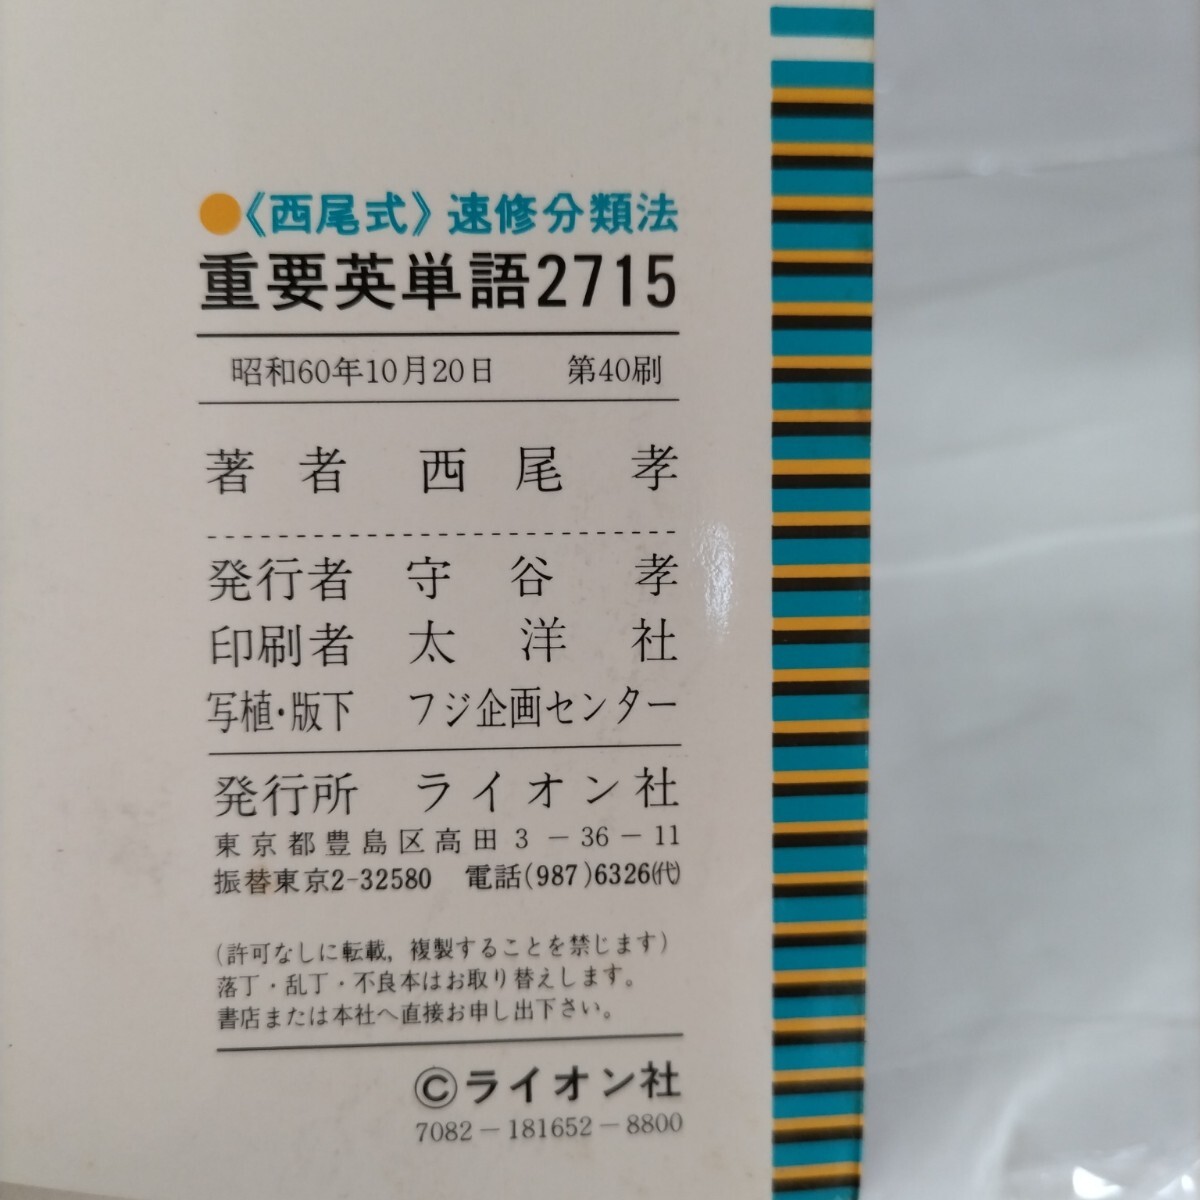 ●《西尾式》速修分類法
重要英単語2715
昭和60年10月20日 第40刷
著者 西尾孝
発行者 守谷孝
印刷者 太洋社
写植・版下 フジ企画センター
発行所 ライオン社
東京都豊島区高田3－36－11
振替東京2-32580 電話(987)6326㈹
(許可なしに転載，複製することを禁じます)
落丁・乱丁・不良本はお取り替えします。
書店または本社へ直接お申し出下さい。
©ライオン社
7082－181652－8800